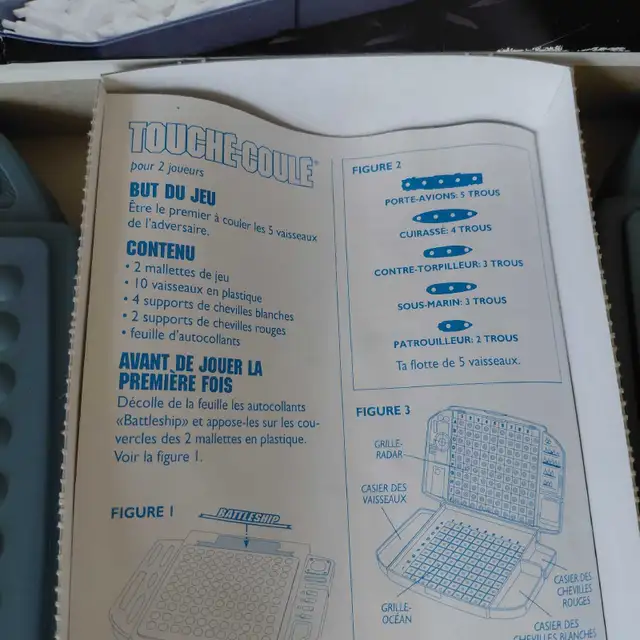 TOUCHE-COULE®
pour 2 joueurs
BUT DU JEU
Être le premier à couler les 5 vaisseaux
de l'adversaire.
CONTENU
• 2 mallettes de jeu
• 10 vaisseaux en plastique
• 4 supports de chevilles blanches
• 2 supports de chevilles rouges
• feuille d'autocollants
AVANT DE JOUER LA
PREMIÈRE FOIS
Décolle de la feuille les autocollants
«Battleship» et appose-les sur les cou-
vercles des 2 mallettes en plastique.
Voir la figure 1.
FIGURE 1
BATTLESHIP
FIGURE 2
PORTE-AVIONS: 5 TROUS
CUIRASSÉ: 4 TROUS
CONTRE-TORPILLEUR: 3 TROUS
SOUS-MARIN: 3 TROUS
PATROUILLEUR: 2 TROUS
Ta flotte de 5 vaisseaux.
FIGURE 3
GRILLE-
RADAR
CASIER DES
VAISSEAUX
GRILLE-
OCÉAN
CASIER DES
CHEVILLES
ROUGES
CASIER DES
CHEVILLES BLANCHES